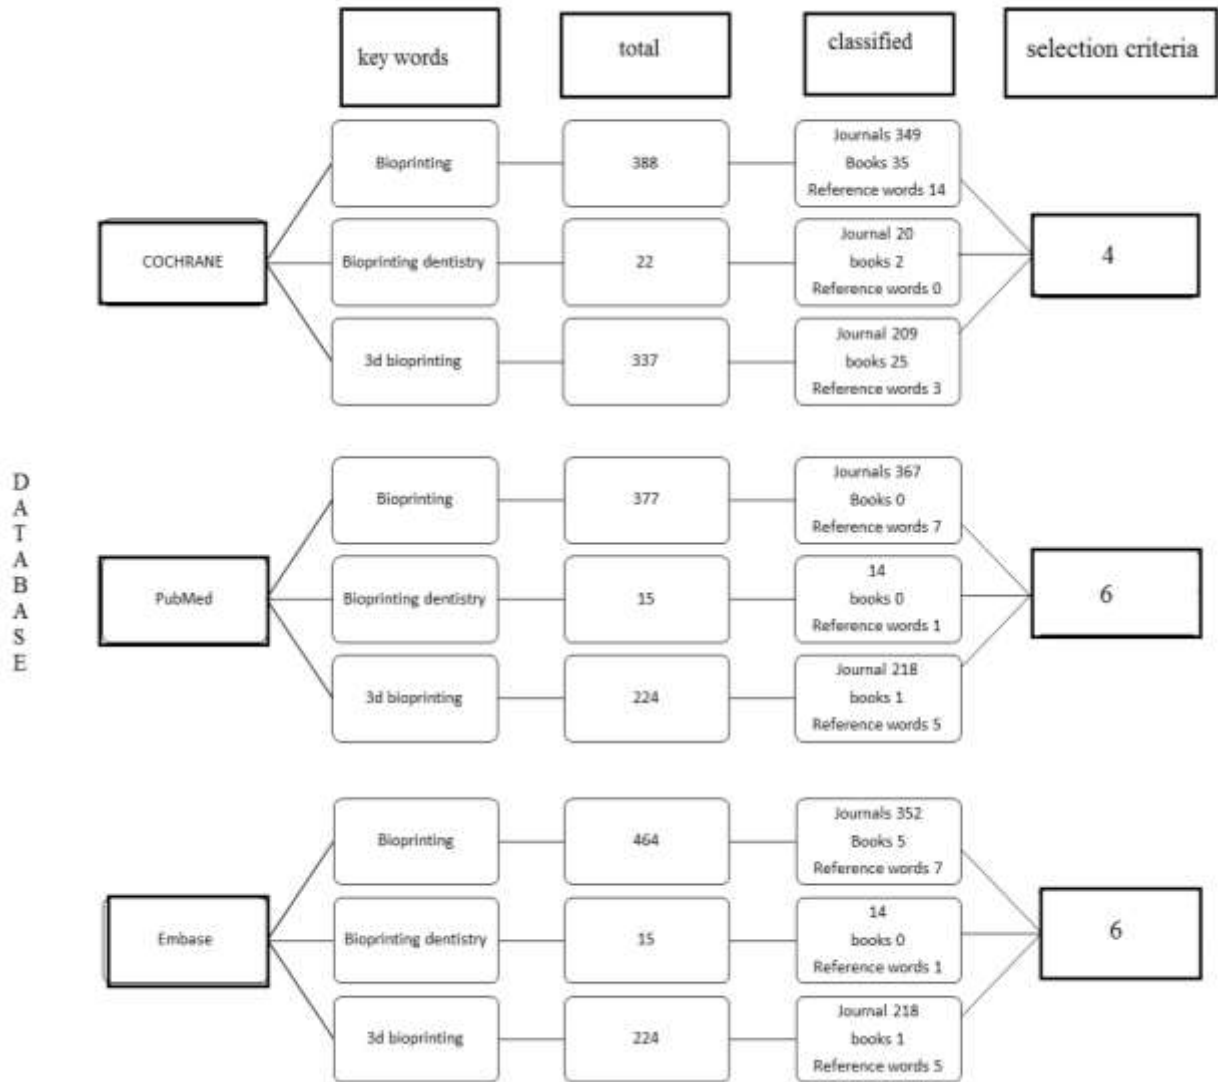 key words
total
classified
selection criteria
DATABASE
COCHRANE
Bioprinting
388
Journals 349
Books 35
Reference words 14
Bioprinting dentistry
22
Journal 20
books 2
Reference words 0
3d bioprinting
337
Journal 209
books 25
Reference words 3
4
PubMed
Bioprinting
377
Journals 367
Books 0
Reference words 7
Bioprinting dentistry
15
14
books 0
Reference words 1
3d bioprinting
224
Journal 218
books 1
Reference words 5
6
Embase
Bioprinting
464
Journals 352
Books 5
Reference words 7
Bioprinting dentistry
15
14
books 0
Reference words 1
3d bioprinting
224
Journal 218
books 1
Reference words 5
6